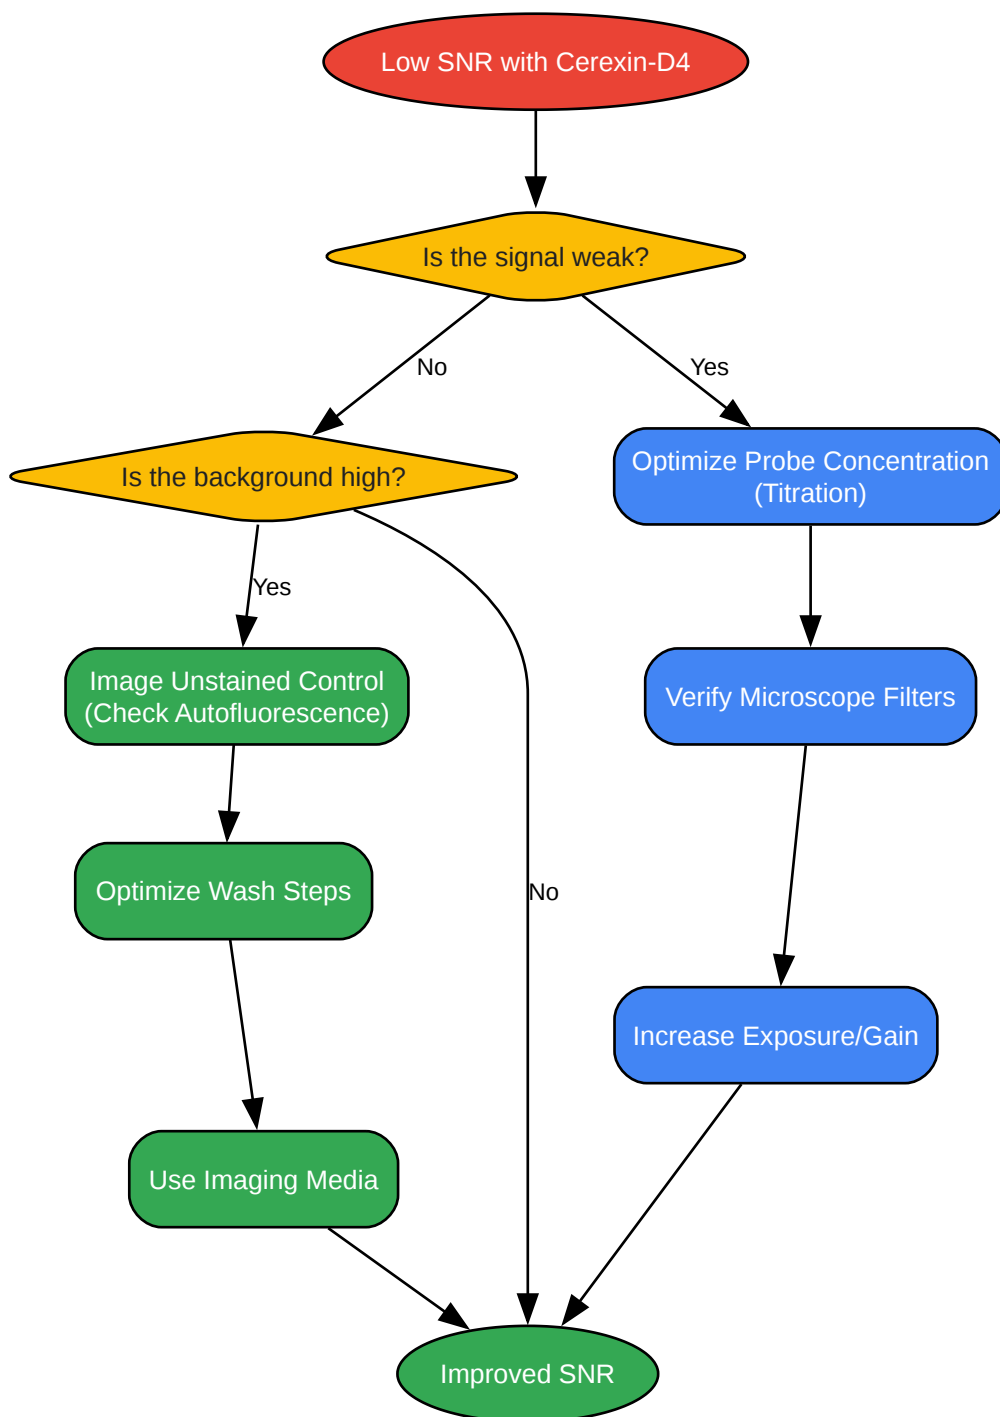 Low SNR with Cerexin-D4
Is the signal weak?
No
Yes
Is the background high?
Optimize Probe Concentration
(Titration)
Yes
Image Unstained Control
(Check Autofluorescence)
Verify Microscope Filters
Optimize Wash Steps
No
Increase Exposure/Gain
Use Imaging Media
Improved SNR